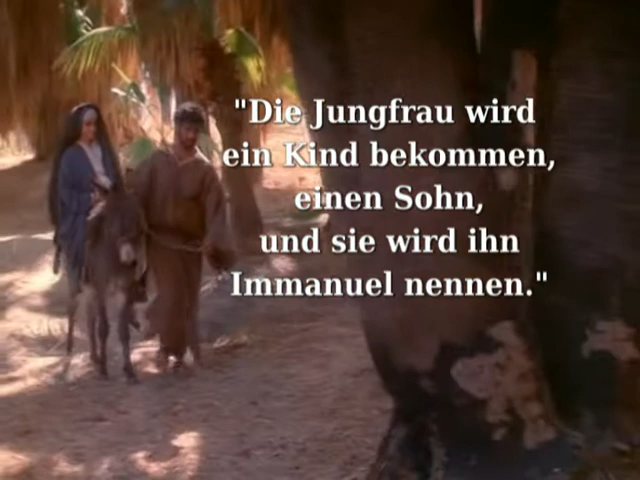 "Die Jungfrau wird
ein Kind bekommen,
einen Sohn,
und sie wird ihn
Immanuel nennen."